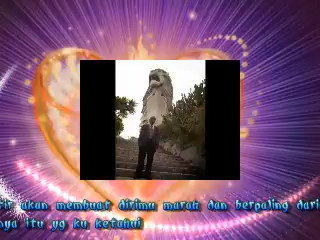 akan membuat dirimu marah dan berpaling dari
itu yg ku ketahui